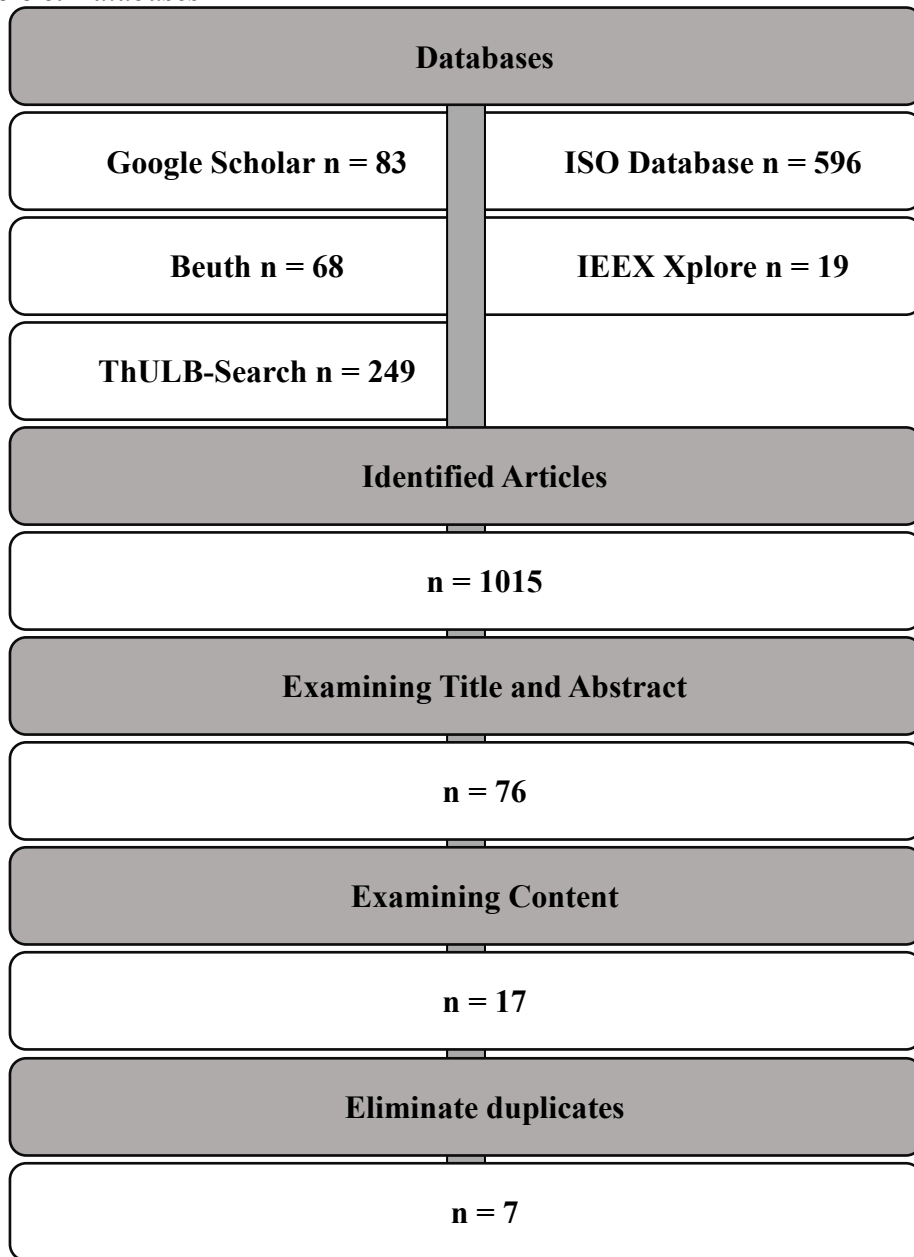 Databases
Google Scholar n = 83
ISO Database n = 596
Beuth n = 68
IEEX Xplore n = 19
ThULB-Search n = 249
Identified Articles
n = 1015
Examining Title and Abstract
n = 76
Examining Content
n = 17
Eliminate duplicates
n = 7